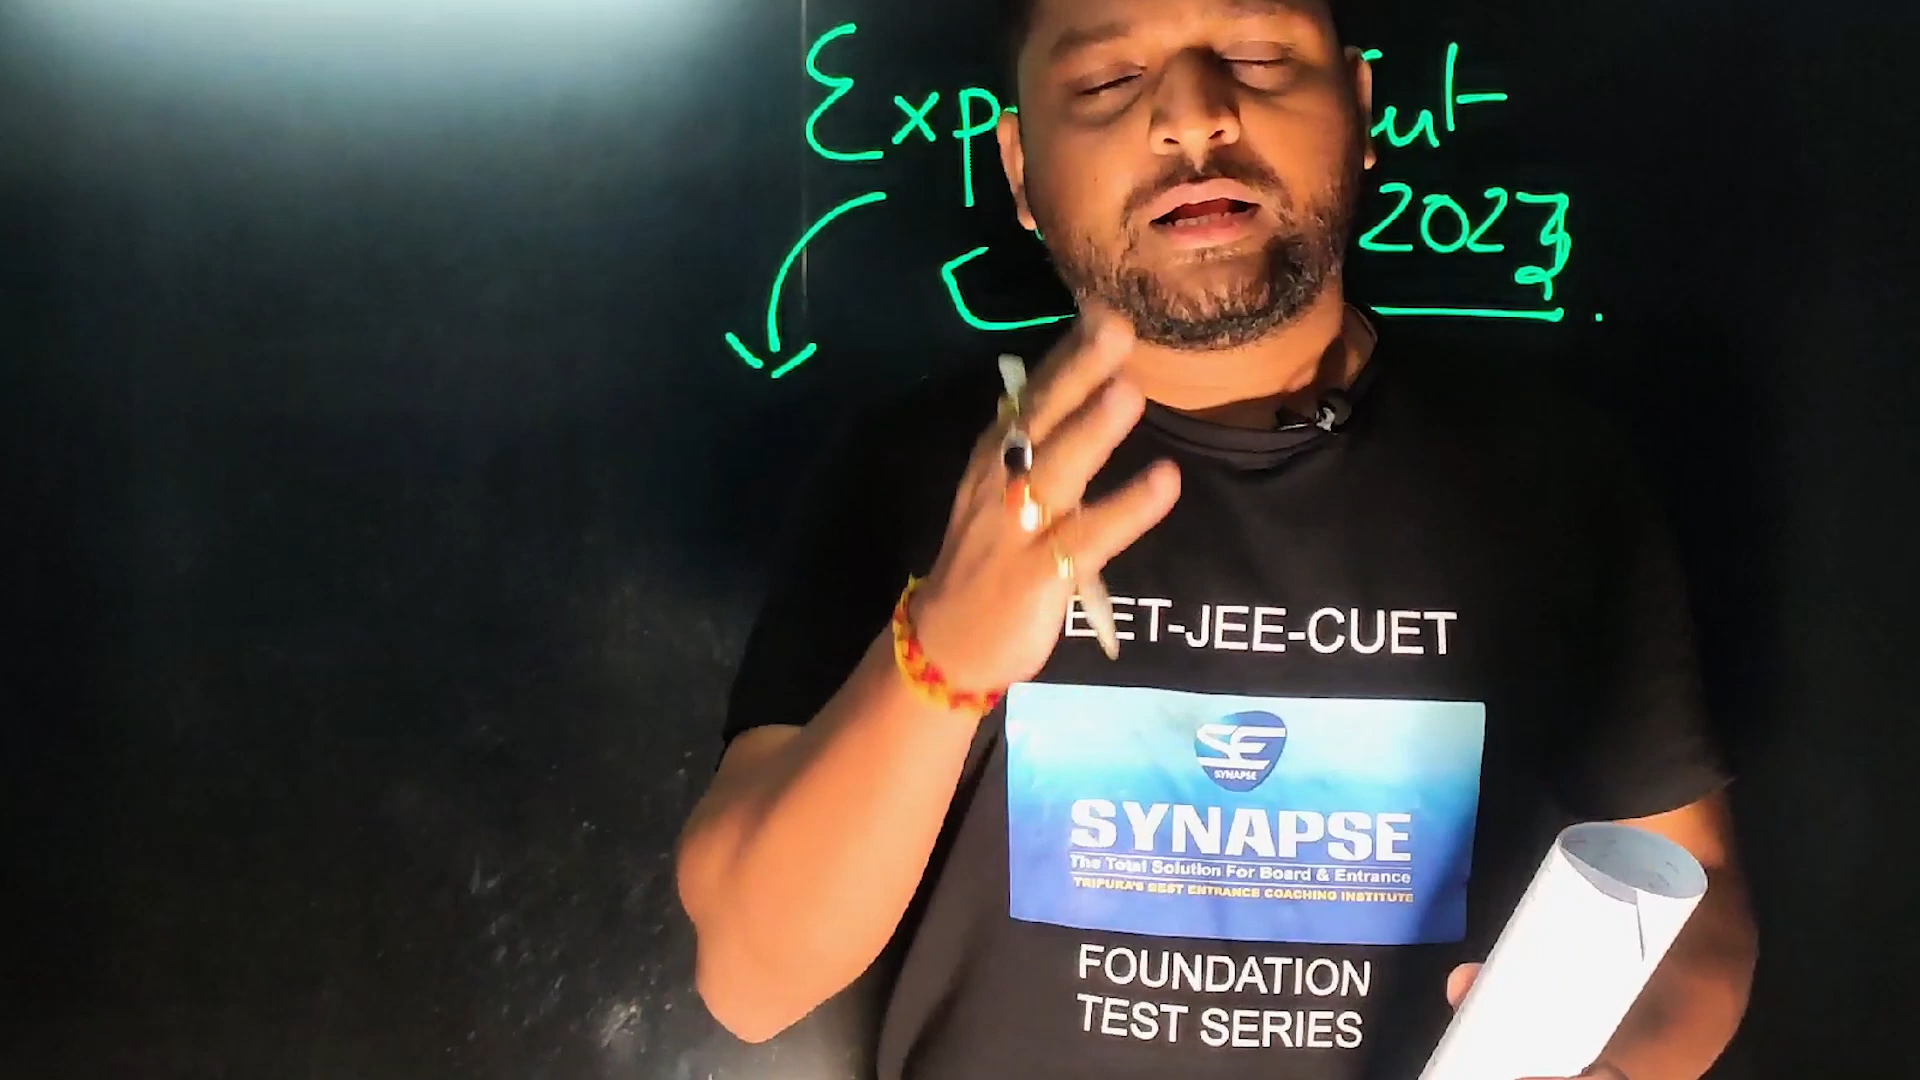 Exp
2023
EET-JEE-CUET
SE
SYNAPSE
SYNAPSE
The Total Solution For Board & Entrance
TRIPURA'S BEST ENTRANCE COACHING INSTITUTE
FOUNDATION
TEST SERIES